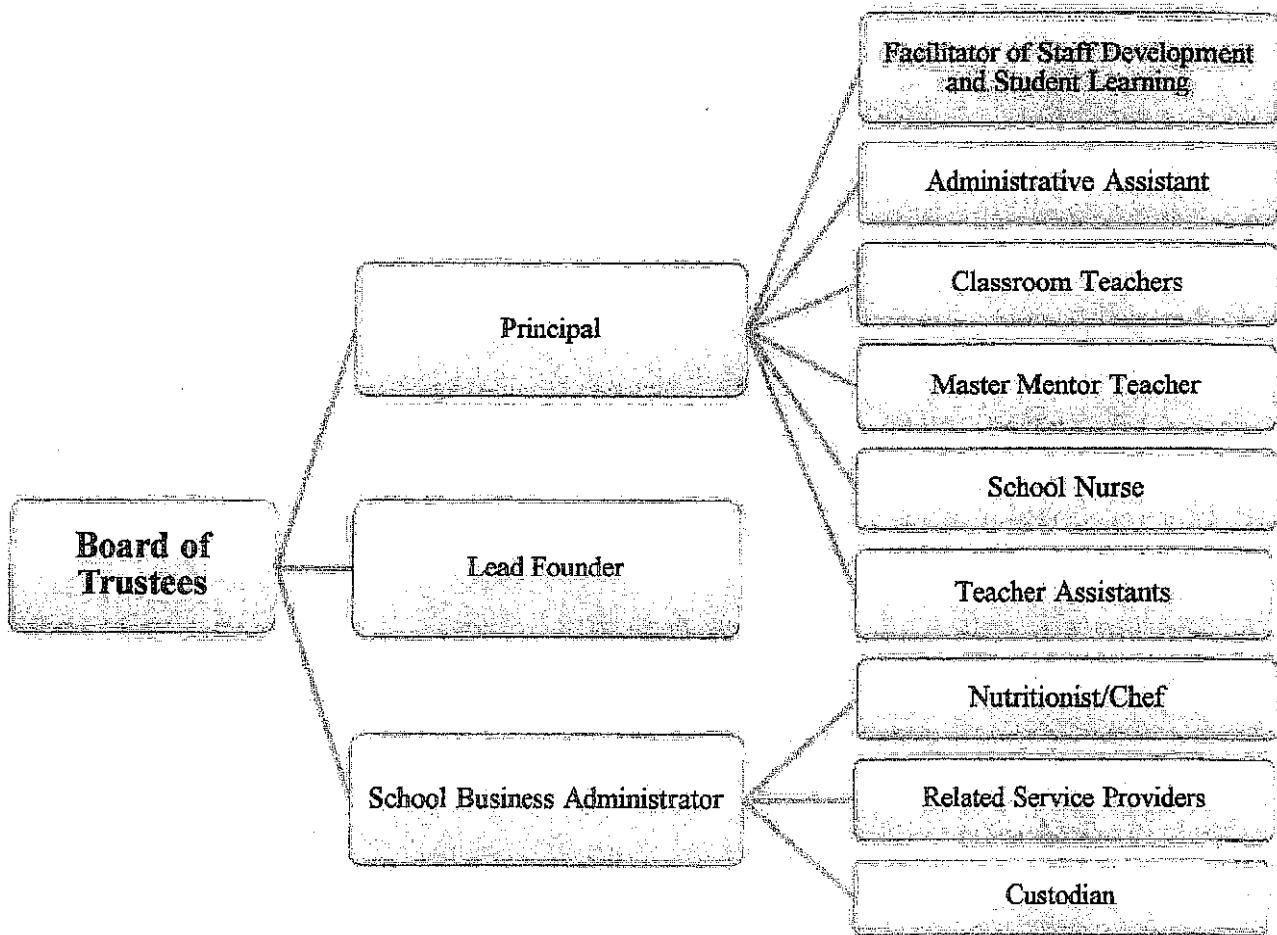 Facilitator of Staff Development
and Student Learning
Administrative Assistant
Classroom Teachers
Principal
Master Mentor Teacher
School Nurse
Board of
Trustees
Lead Founder
Teacher Assistants
Nutritionist/Chef
School Business Administrator
Related Service Providers
Custodian